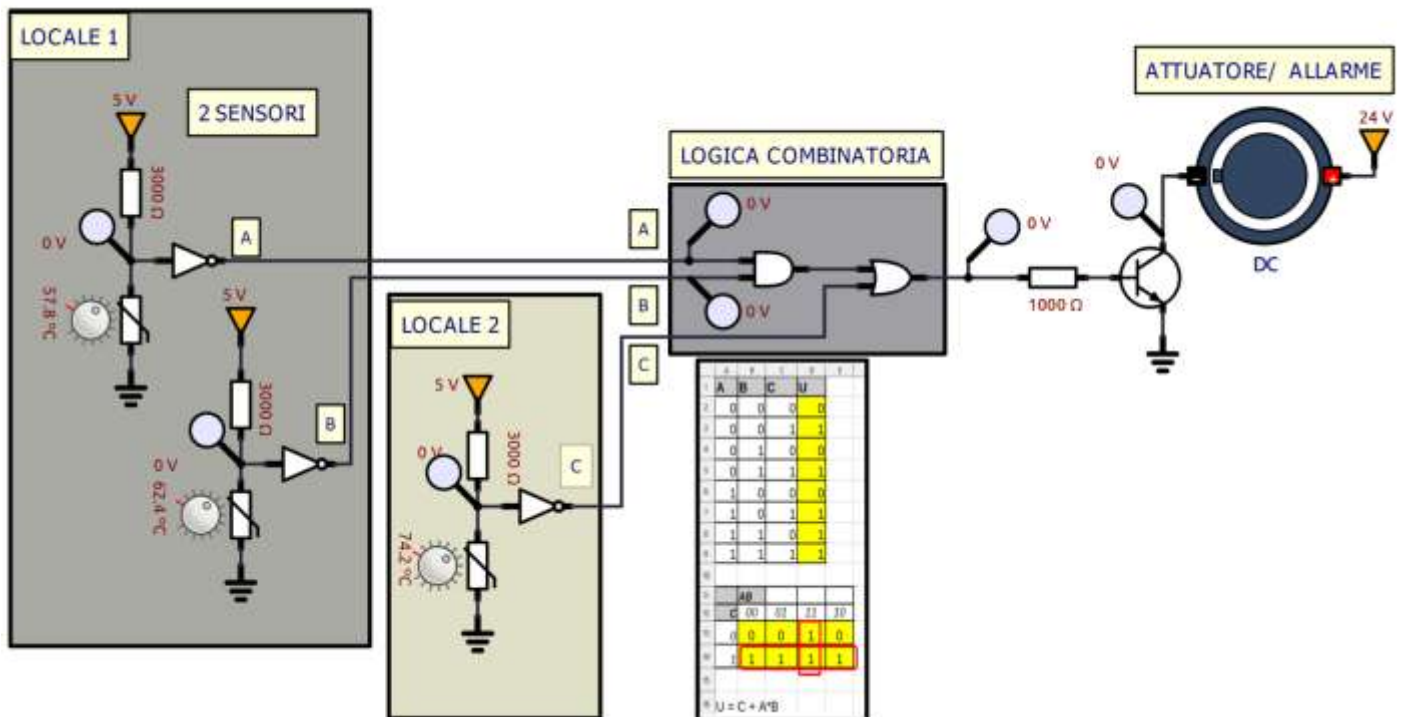 LOCALE 1
5 V
2 SENSORI
3000 Ω
0 V
A
57.8 ºC
5 V
3000 Ω
B
0 V
62.4 ºC
LOCALE 2
5 V
3000 Ω
0 V
C
74.2 ºC
A
B
C
LOGICA COMBINATORIA
0 V
0 V
0 V
1000 Ω
0 V
ATTUATORE/ ALLARME
24 V
DC
A B C U
0 0 0 0
0 0 1 1
0 1 0 0
0 1 1 1
1 0 0 0
1 0 1 1
1 1 0 1
1 1 1 1
AB
C 00 01 11 10
0 0 0 1 0
1 1 1 1 1
U = C + A*B